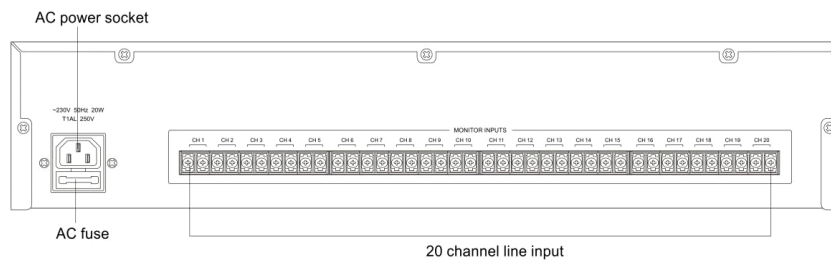 AC power socket
~230V 50Hz 20W
T1AL 250V
MONITOR INPUTS
CH 1 CH 2 CH 3 CH 4 CH 5 CH 6 CH 7 CH 8 CH 9 CH 10 CH 11 CH 12 CH 13 CH 14 CH 15 CH 16 CH 17 CH 18 CH 19 CH 20
AC fuse
20 channel line input